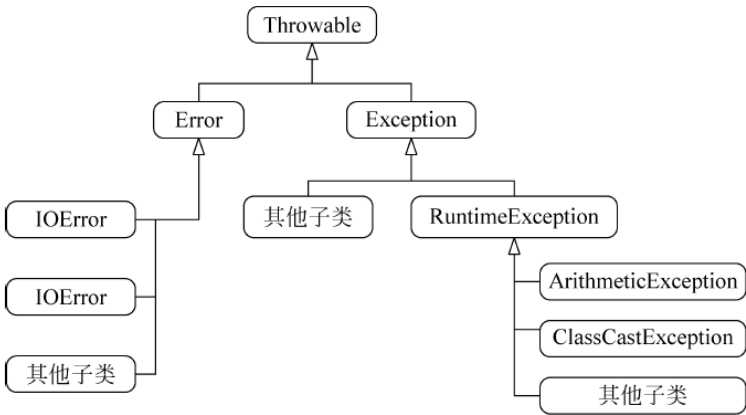 Throwable
Error
Exception
IOError
其他子类
RuntimeException
IOError
ArithmeticException
ClassCastException
其他子类
其他子类